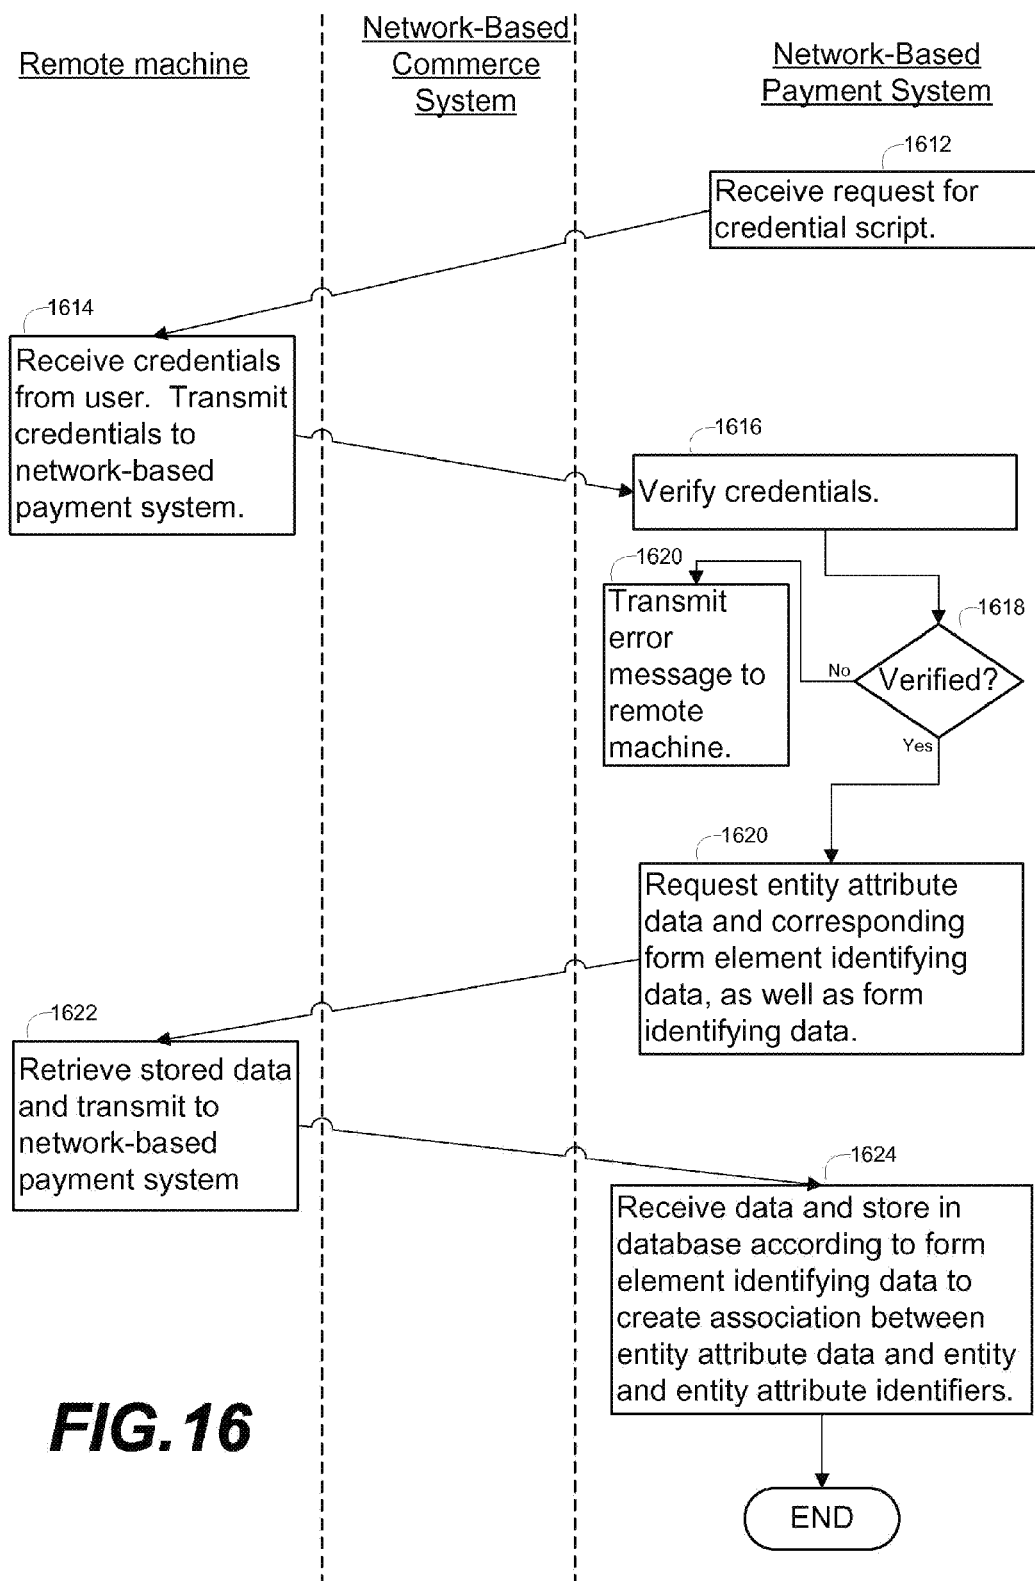 Remote machine
Network-Based
Commerce
System
Network-Based
Payment System
1612
Receive request for
credential script.
1614
Receive credentials
from user. Transmit
credentials to
network-based
payment system.
1616
Verify credentials.
1620
Transmit
error
message to
remote
machine.
1618
Verified?
No
Yes
1620
Request entity attribute
data and corresponding
form element identifying
data, as well as form
identifying data.
1622
Retrieve stored data
and transmit to
network-based
payment system
1624
Receive data and store in
database according to form
element identifying data to
create association between
entity attribute data and entity
and entity attribute identifiers.
FIG.16
END